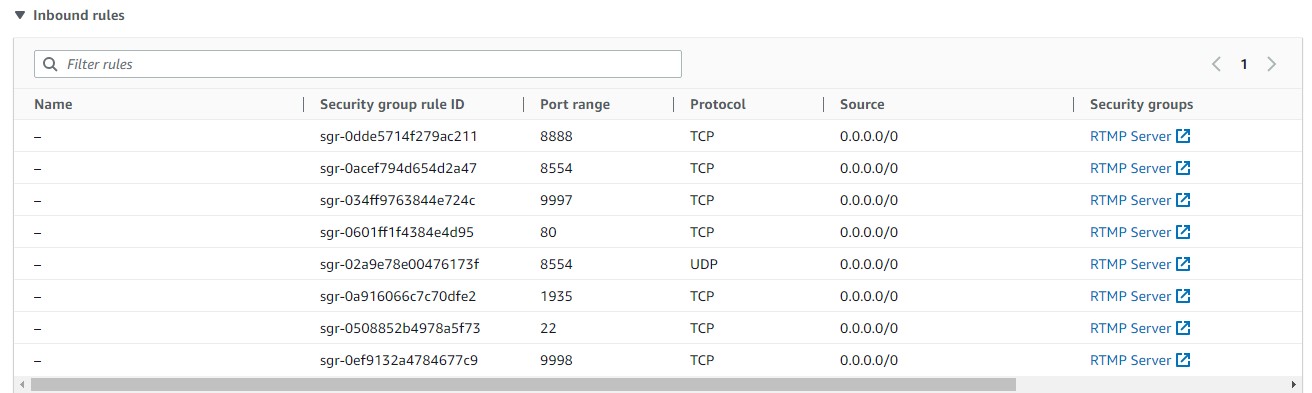 Inbound rules
Filter rules
1
Name Security group rule ID Port range Protocol Source Security groups
– sgr-0dde5714f279ac211 8888 TCP 0.0.0.0/0 RTMP Server
– sgr-0acef794d654d2a47 8554 TCP 0.0.0.0/0 RTMP Server
– sgr-034ff9763844e724c 9997 TCP 0.0.0.0/0 RTMP Server
– sgr-0601ff1f4384e4d95 80 TCP 0.0.0.0/0 RTMP Server
– sgr-02a9e78e00476173f 8554 UDP 0.0.0.0/0 RTMP Server
– sgr-0a916066c7c70dfe2 1935 TCP 0.0.0.0/0 RTMP Server
– sgr-0508852b4978a5f73 22 TCP 0.0.0.0/0 RTMP Server
– sgr-0ef9132a4784677c9 9998 TCP 0.0.0.0/0 RTMP Server